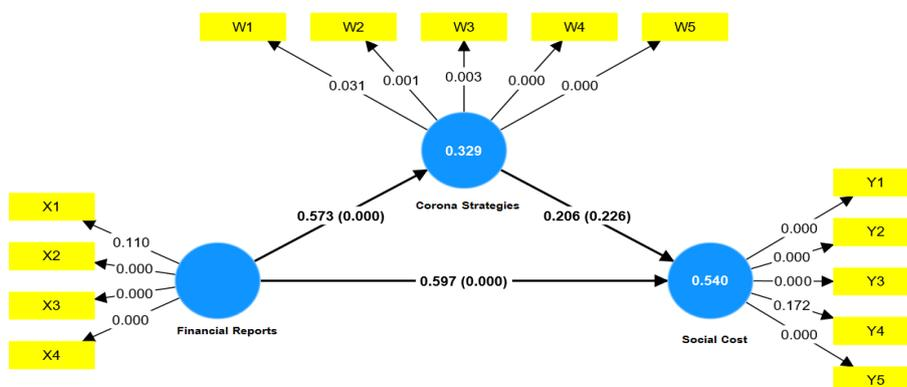 W1 W2 W3 W4 W5
0.031 0.001 0.003 0.000 0.000
0.329
Corona Strategies
0.573 (0.000) 0.206 (0.226)
X1
X2
X3
X4
0.110
0.000
0.000
0.000
Financial Reports
0.597 (0.000)
0.540
Social Cost
0.000
0.000
0.000
0.172
0.000
Y1
Y2
Y3
Y4
Y5